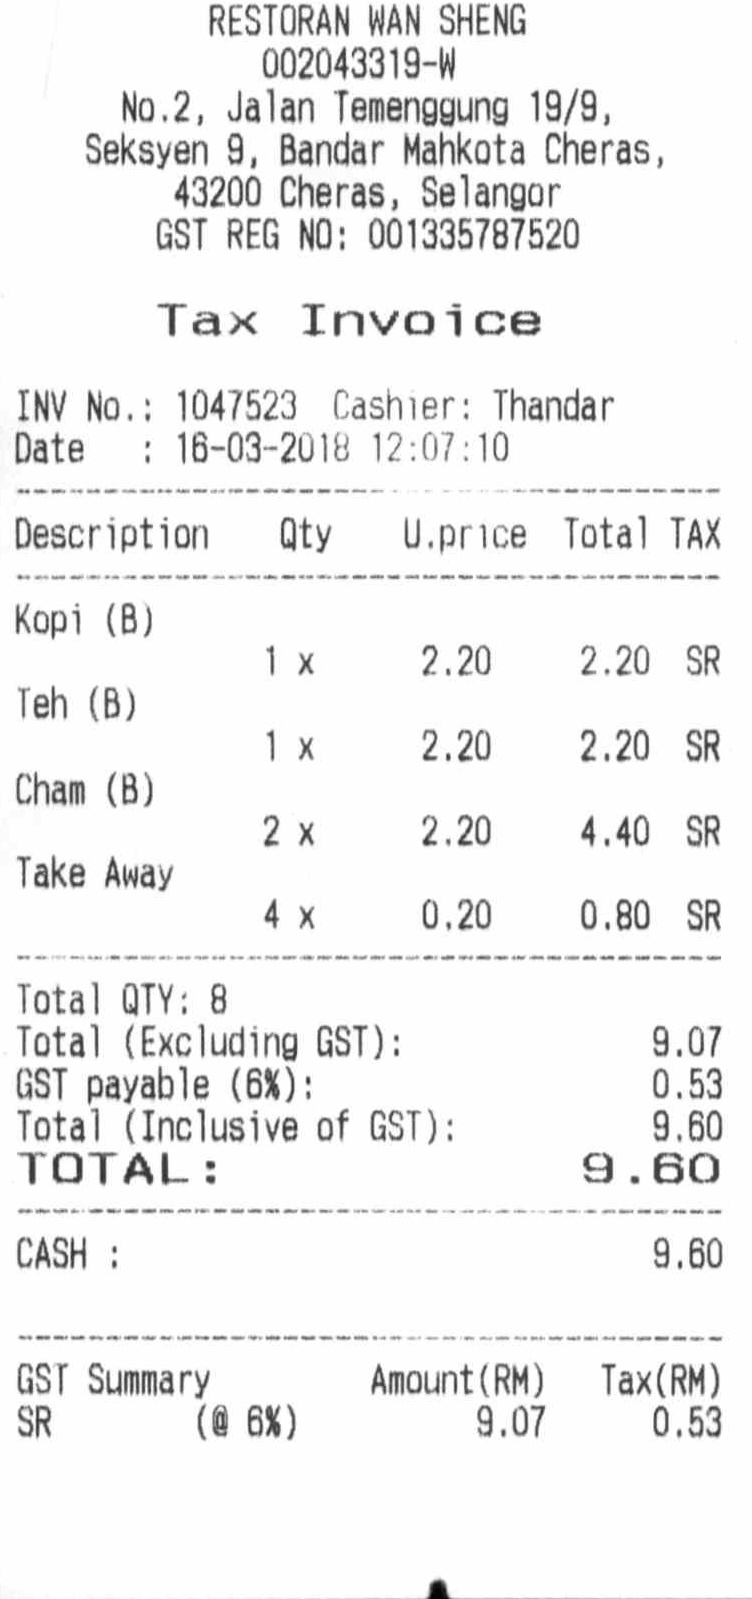 RESTORAN WAN SHENG
002043319-W
No.2, Jalan Temenggung 19/9,
Seksyen 9, Bandar Mahkota Cheras,
43200 Cheras, Selangor
GST REG NO: 001335787520
Tax Invoice
INV No.: 1047523 Cashier: Thandar
Date : 16-03-2018 12:07:10
Description Qty U.price Total TAX
Kopi (B)
1 x 2.20 2.20 SR
Teh (B)
1 x 2.20 2.20 SR
Cham (B)
2 x 2.20 4.40 SR
Take Away
4 x 0.20 0.80 SR
Total QTY: 8
Total (Excluding GST): 9.07
GST payable (6%): 0.53
Total (Inclusive of GST): 9.60
TOTAL: 9.60
CASH : 9.60
GST Summary Amount(RM) Tax(RM)
SR (@ 6%) 9.07 0.53